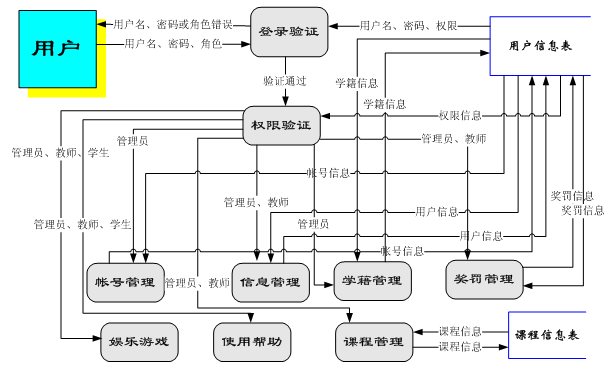 用户名、密码或角色错误
用户名、密码、权限
用户
登录验证
用户信息表
用户名、密码、角色
验证通过
学籍信息
学籍信息
权限验证
权限信息
管理员
管理员、教师
管理员、教师、学生
帐号信息
奖罚信息
奖罚信息
管理员、教师
用户信息
管理员、教师、学生
管理员
用户信息
帐号信息
帐号管理
管理员、教师
信息管理
学籍管理
奖罚管理
课程信息
课程信息表
娱乐游戏
使用帮助
课程管理
课程信息